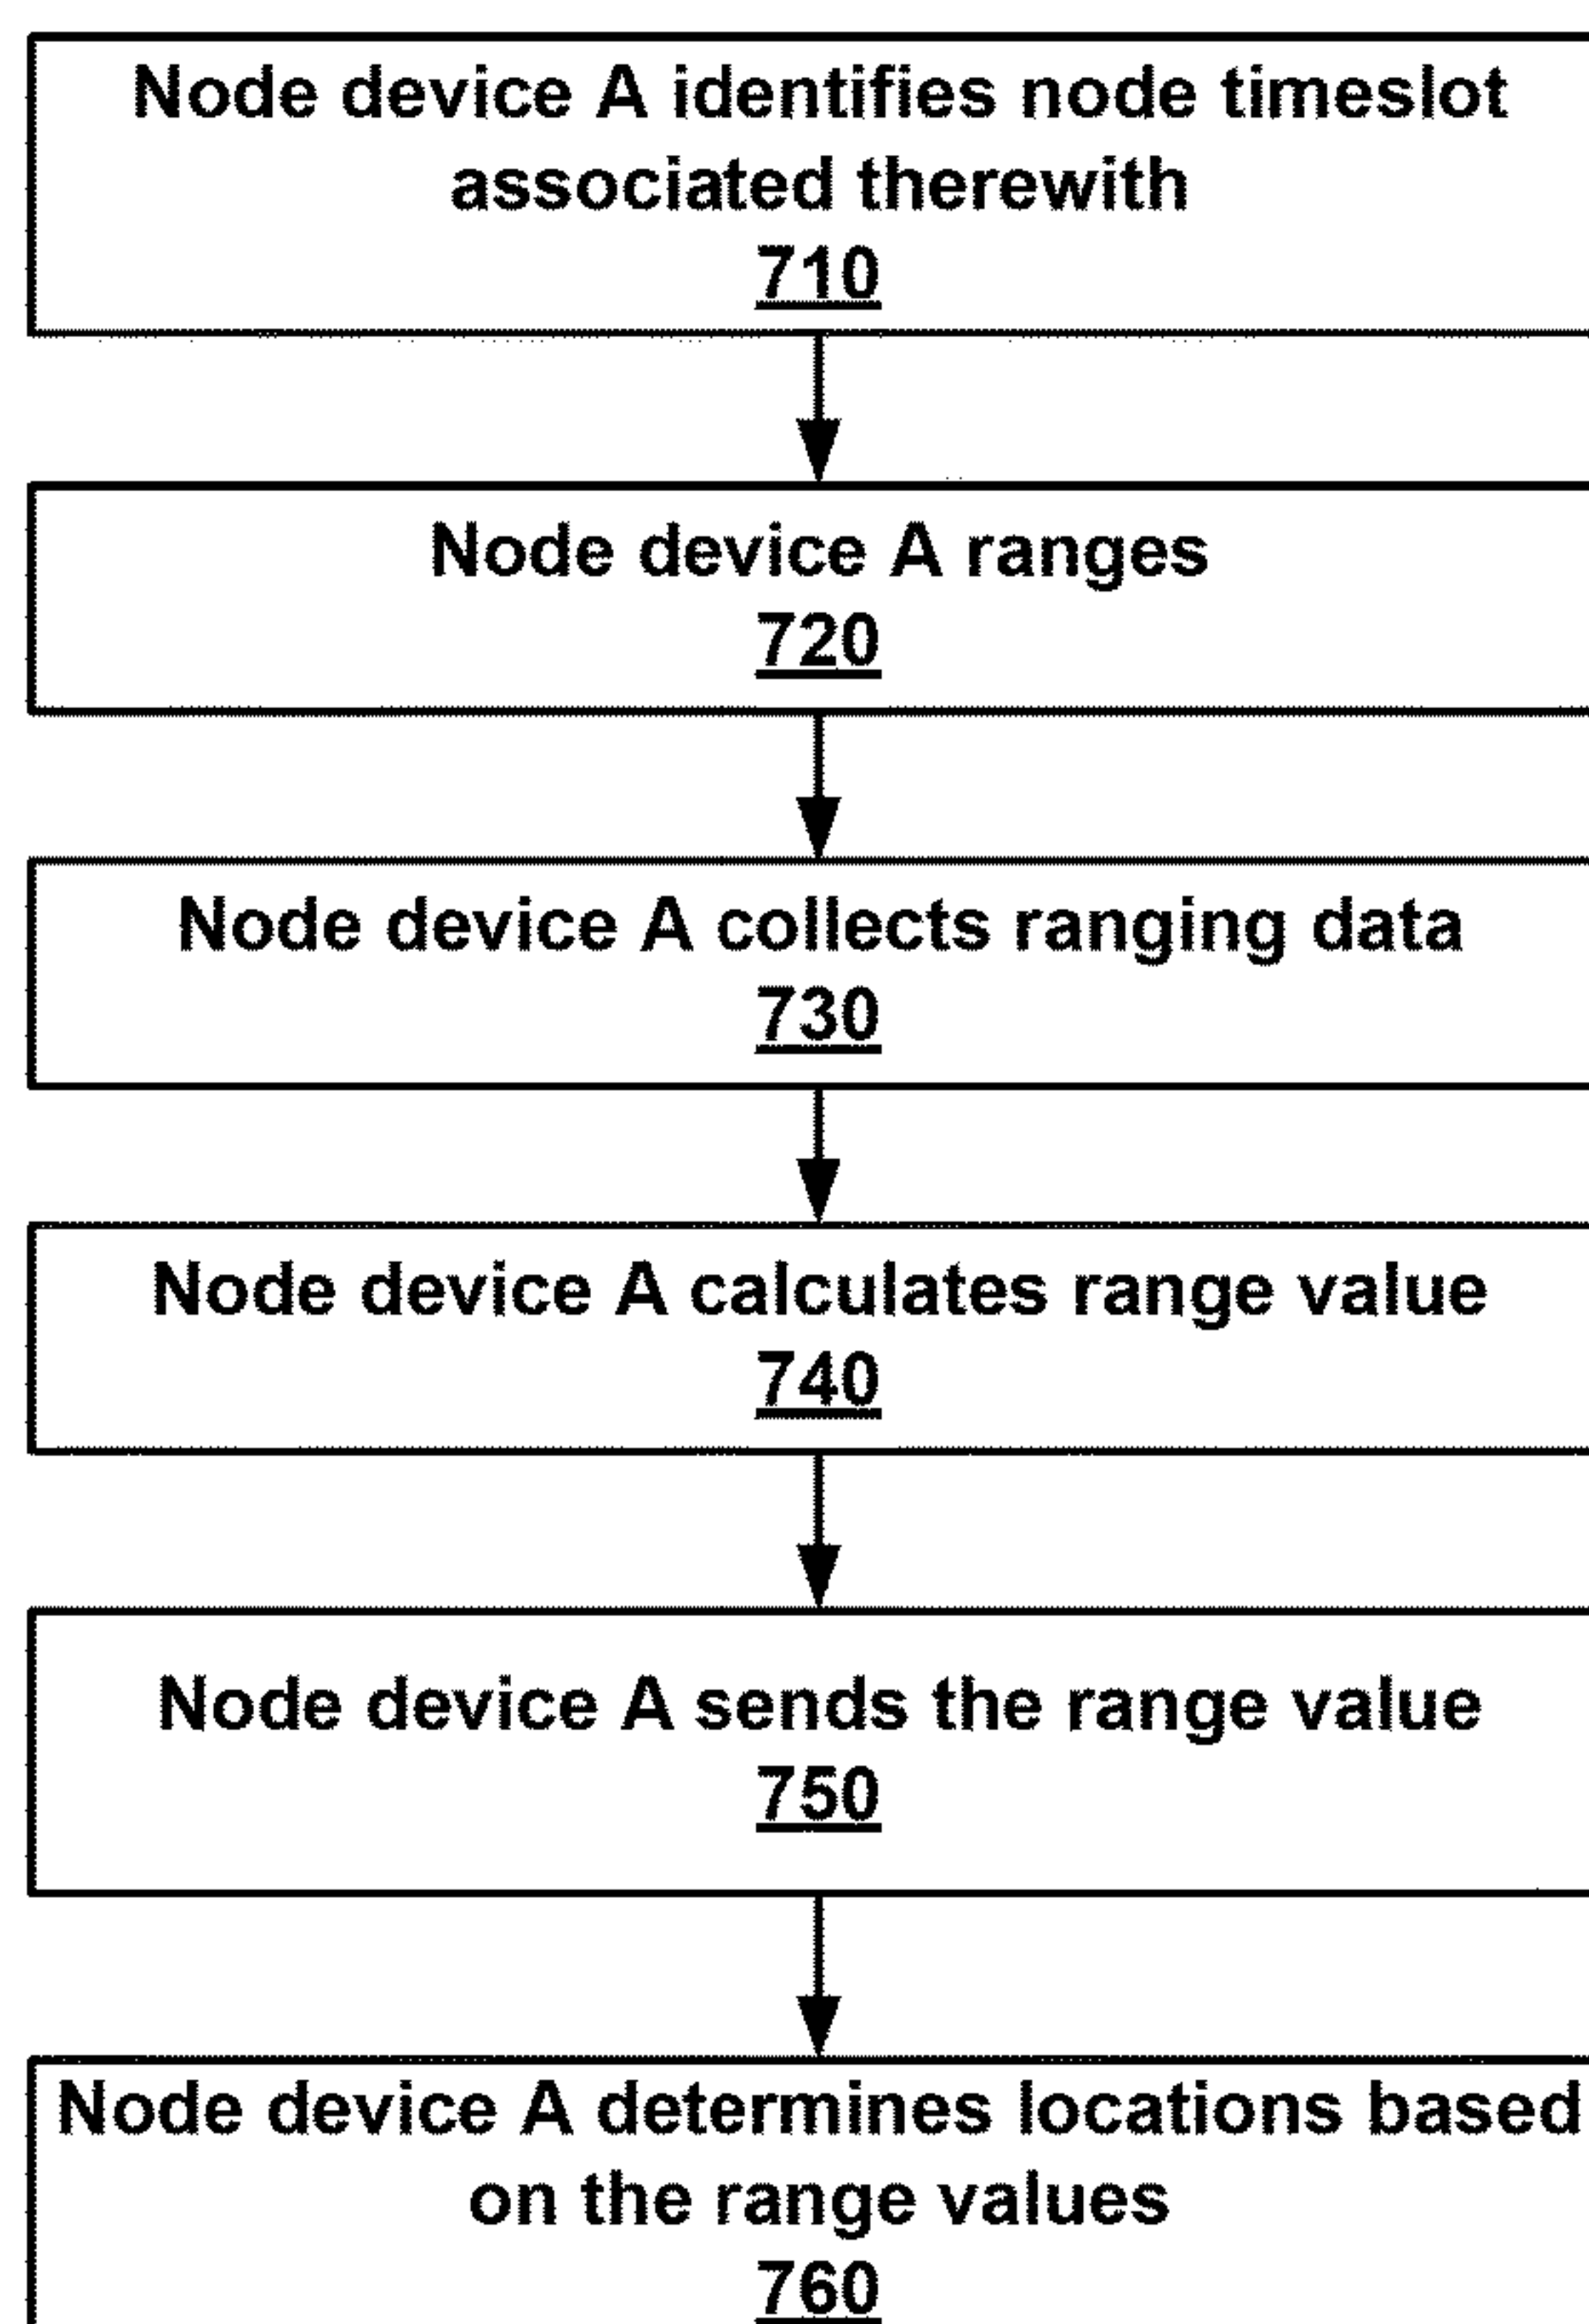 Node device A identifies node timeslot
associated therewith
710
Node device A ranges
720
Node device A collects ranging data
730
Node device A calculates range value
740
Node device A sends the range value
750
Node device A determines locations based
on the range values
760